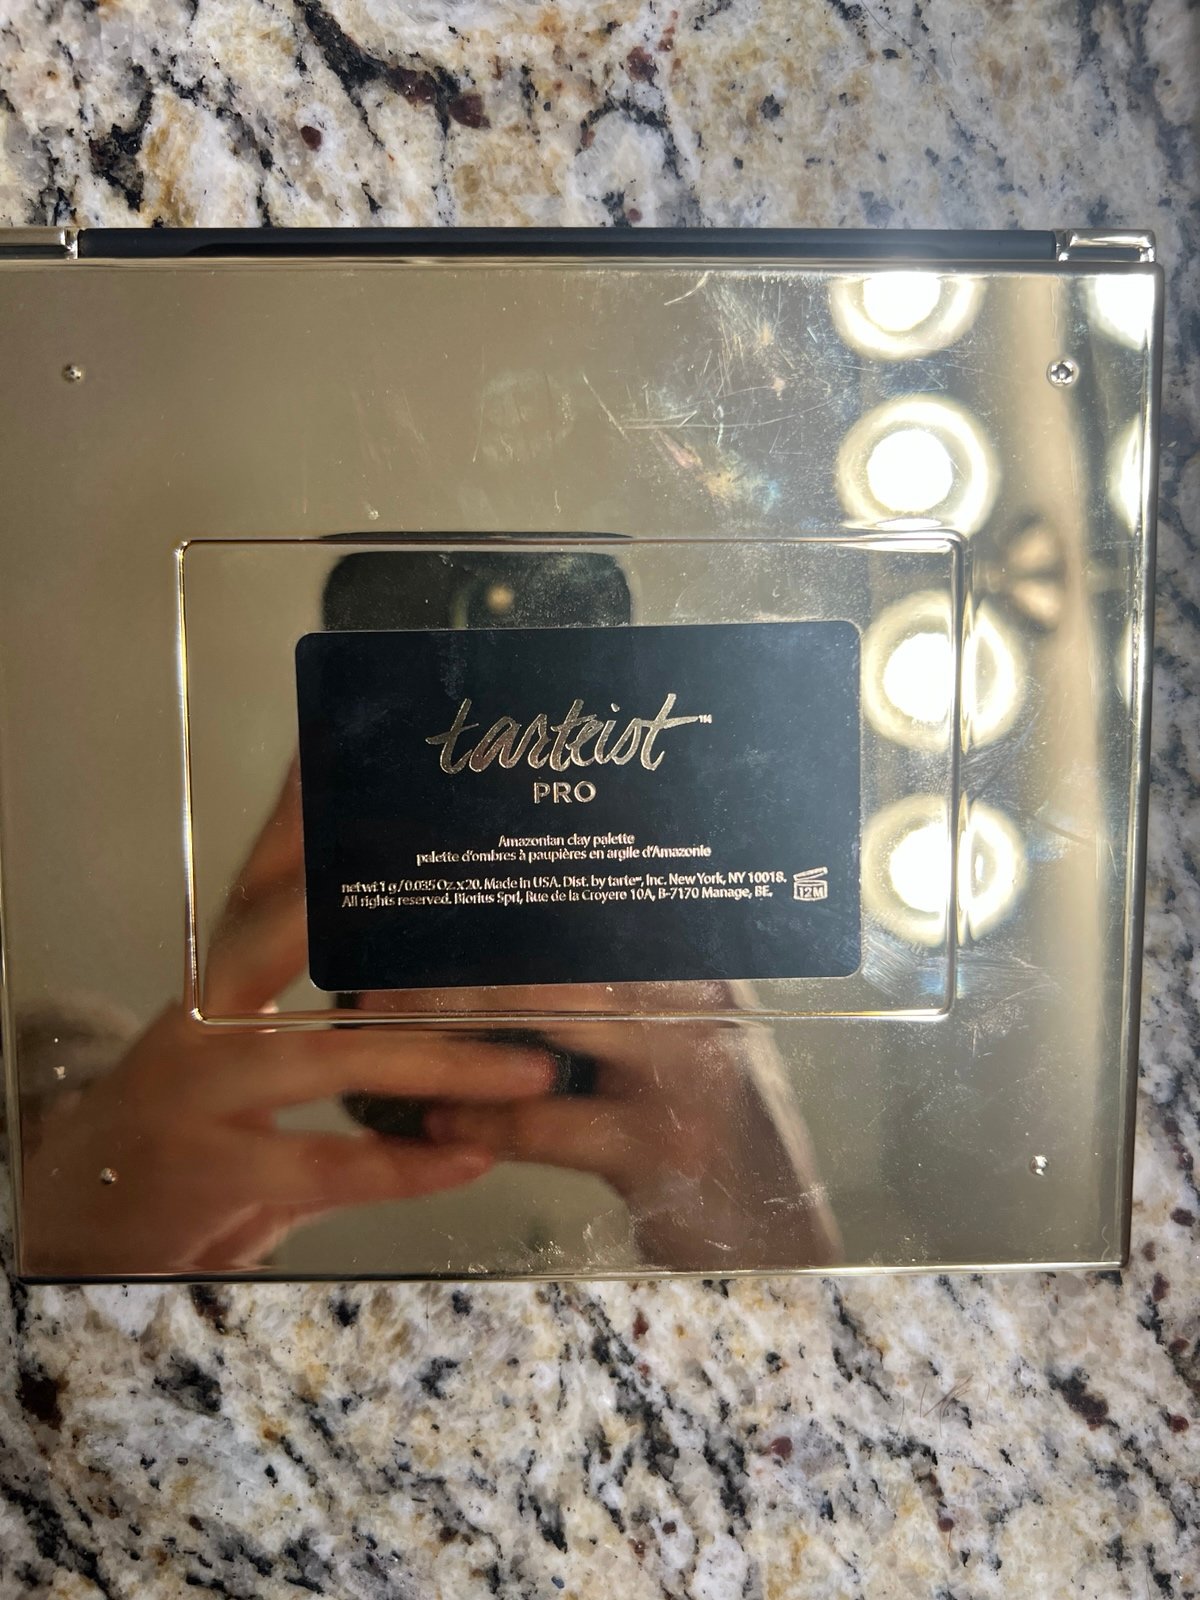 tarteist™
PRO
Amazonian clay palette
palette d'ombres à paupières en argile d'Amazonie
net wt 1 g/0.035 Oz. x 20. Made in USA. Dist. by tarte™, Inc. New York, NY 10018.
All rights reserved. Biorius Sprl, Rue de la Croyere 10A, B-7170 Manage, BE.
12M